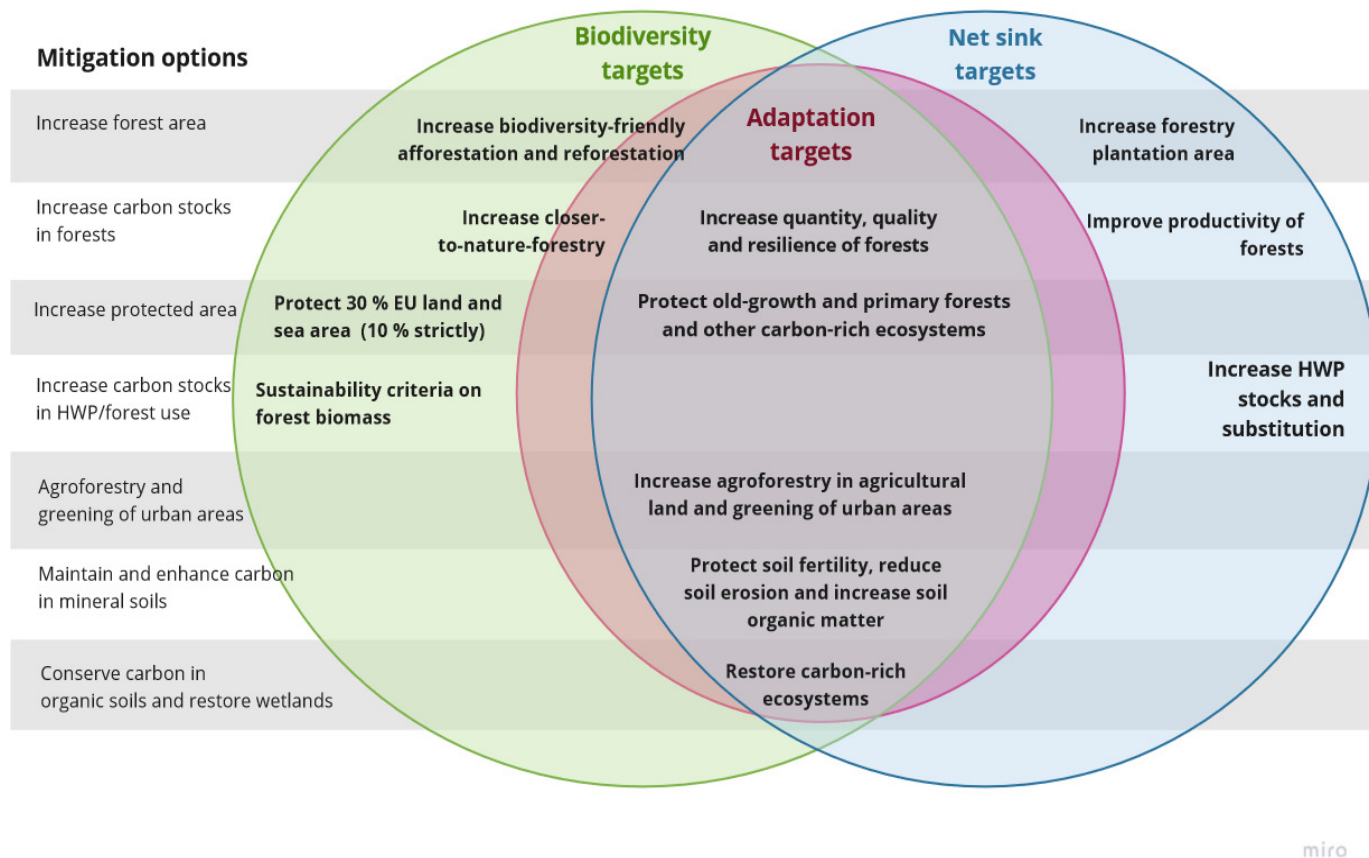 Biodiversity
targets
Net sink
targets
Mitigation options
Adaptation
targets
Increase forest area
Increase biodiversity-friendly
afforestation and reforestation
Increase forestry
plantation area
Increase carbon stocks
in forests
Increase closer-
to-nature-forestry
Increase quantity, quality
and resilience of forests
Improve productivity of
forests
Increase protected area
Protect 30 % EU land and
sea area (10 % strictly)
Protect old-growth and primary forests
and other carbon-rich ecosystems
Increase carbon stocks
in HWP/forest use
Sustainability criteria on
forest biomass
Increase HWP
stocks and
substitution
Agroforestry and
greening of urban areas
Increase agroforestry in agricultural
land and greening of urban areas
Maintain and enhance carbon
in mineral soils
Protect soil fertility, reduce
soil erosion and increase soil
organic matter
Conserve carbon in
organic soils and restore wetlands
Restore carbon-rich
ecosystems
miro